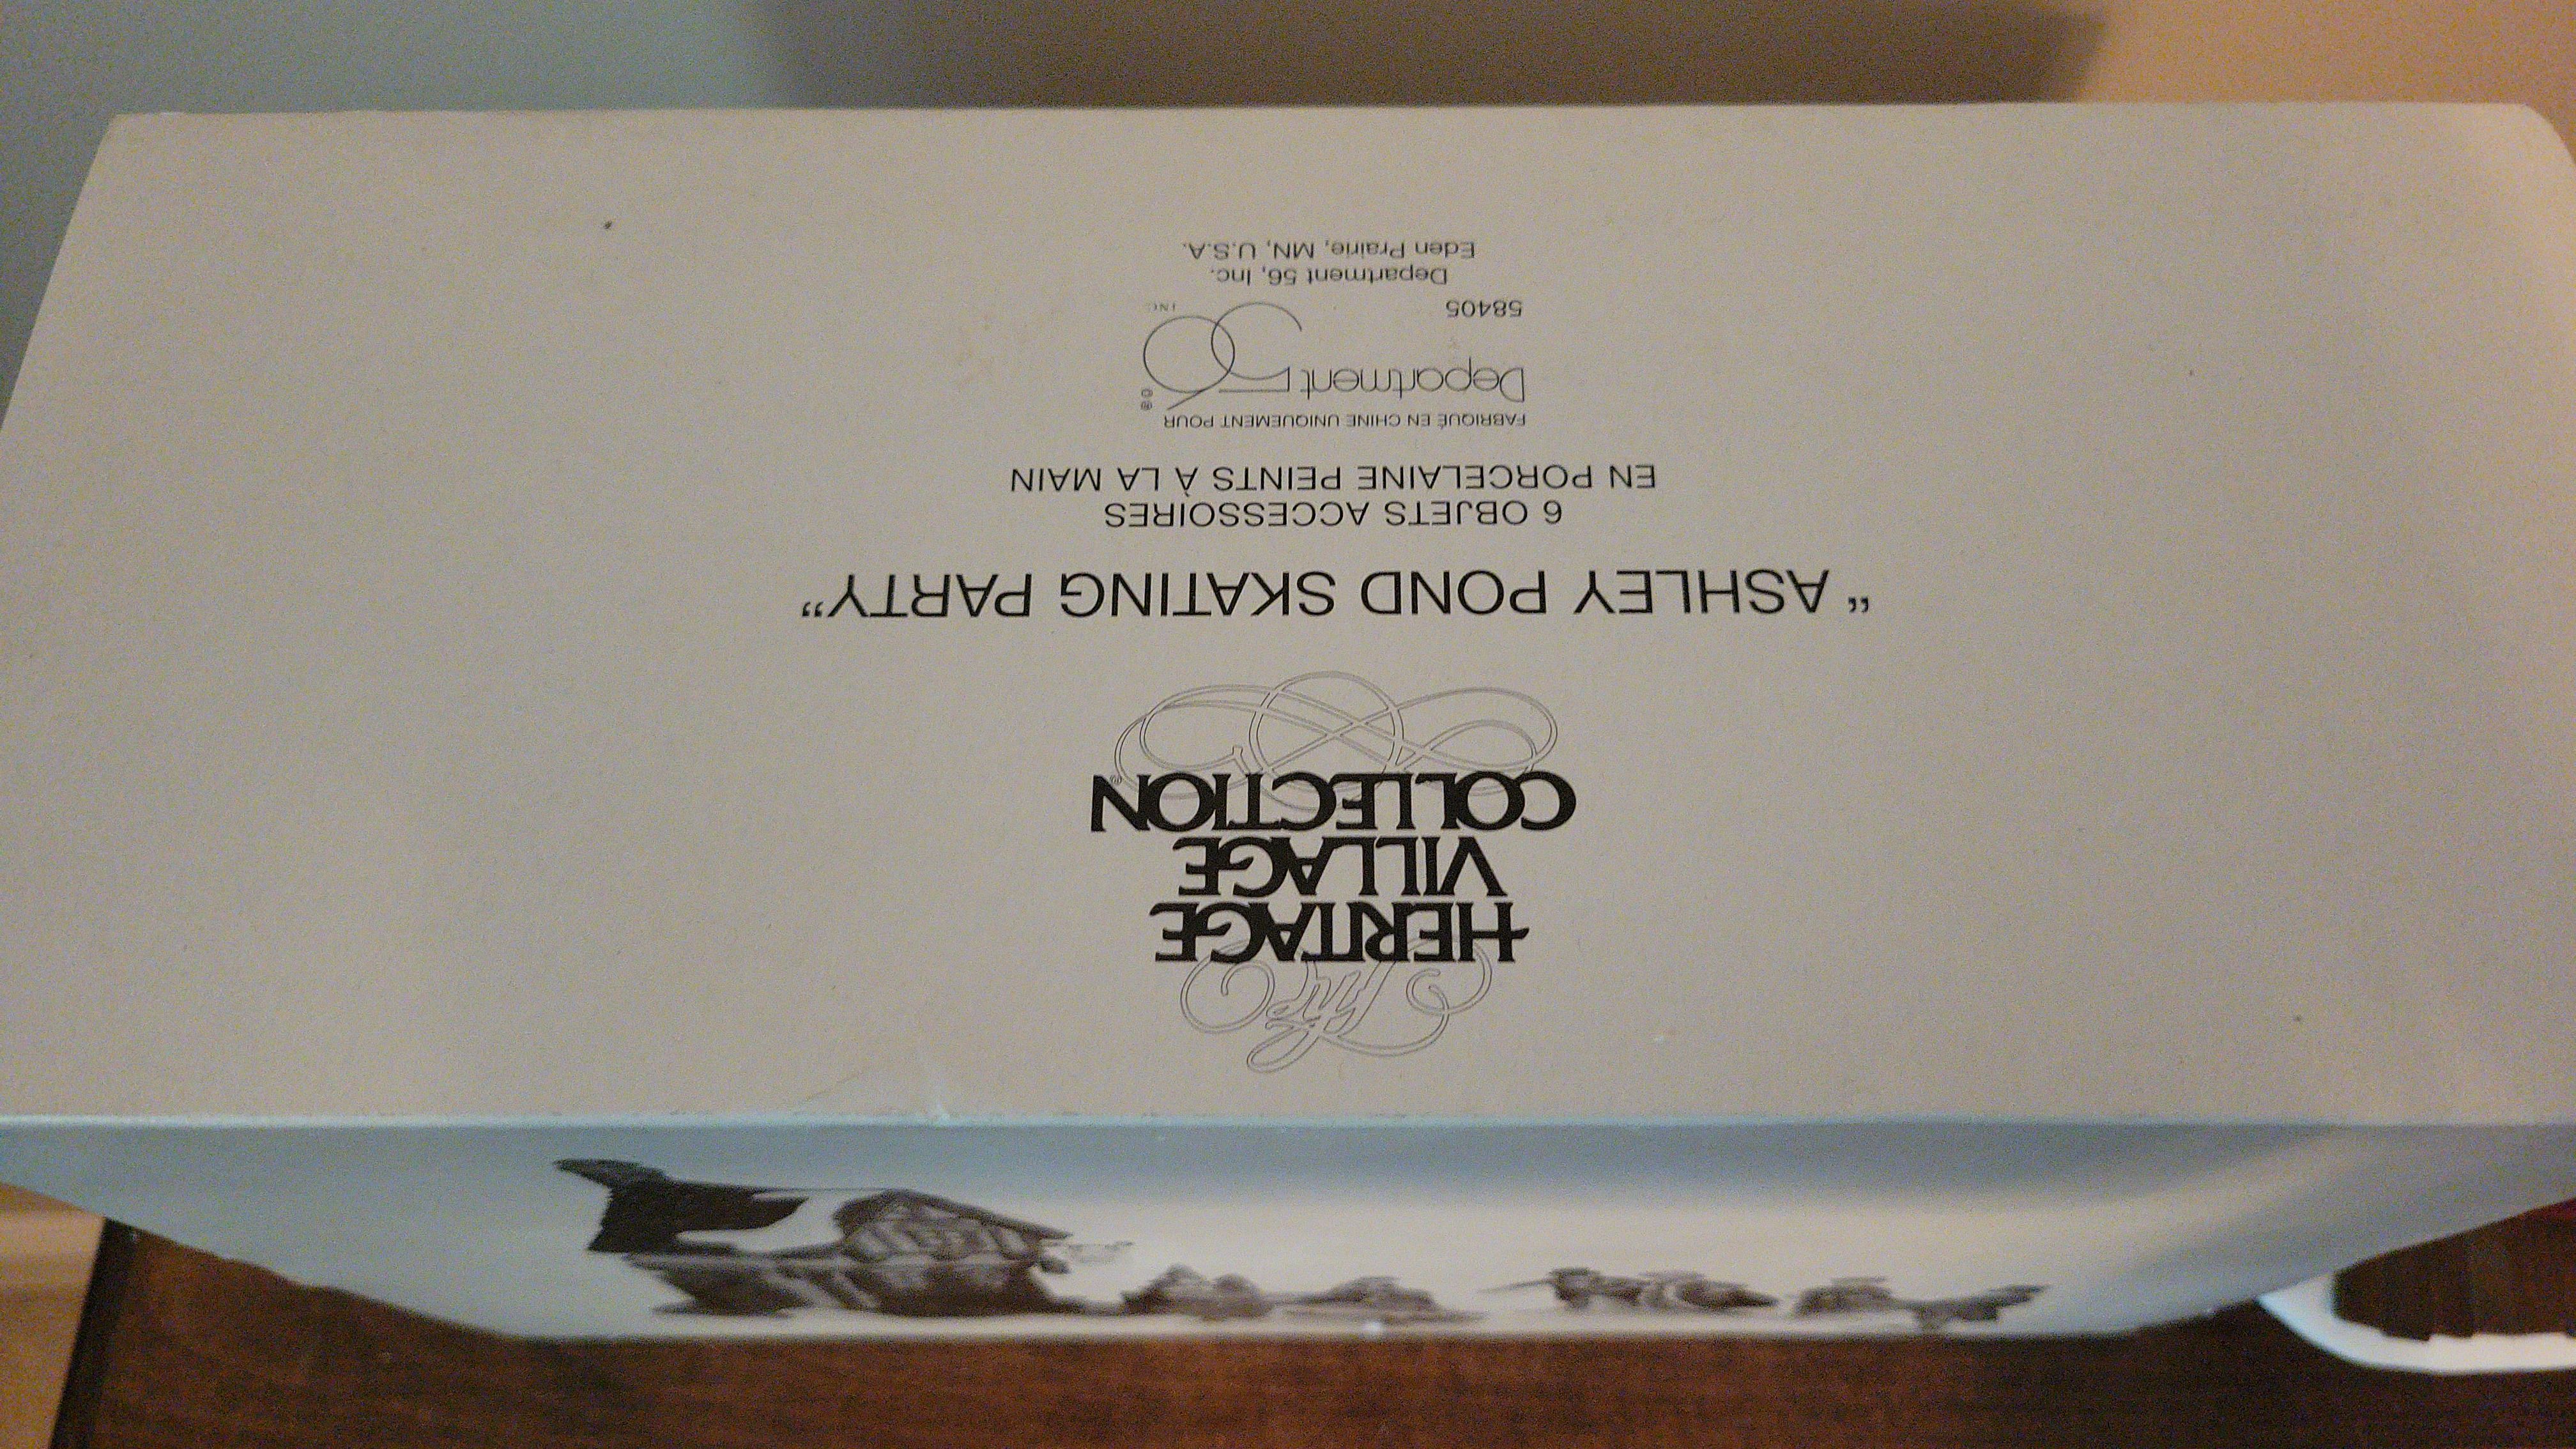 The
HERITAGE
VILLAGE
COLLECTION®
“ASHLEY POND SKATING PARTY”
6 OBJETS ACCESSOIRES
EN PORCELAINE PEINTS À LA MAIN
FABRIQUÉ EN CHINE UNIQUEMENT POUR
Department 56 ®
58405 INC.
Department 56, Inc.
Eden Prairie, MN, U.S.A.